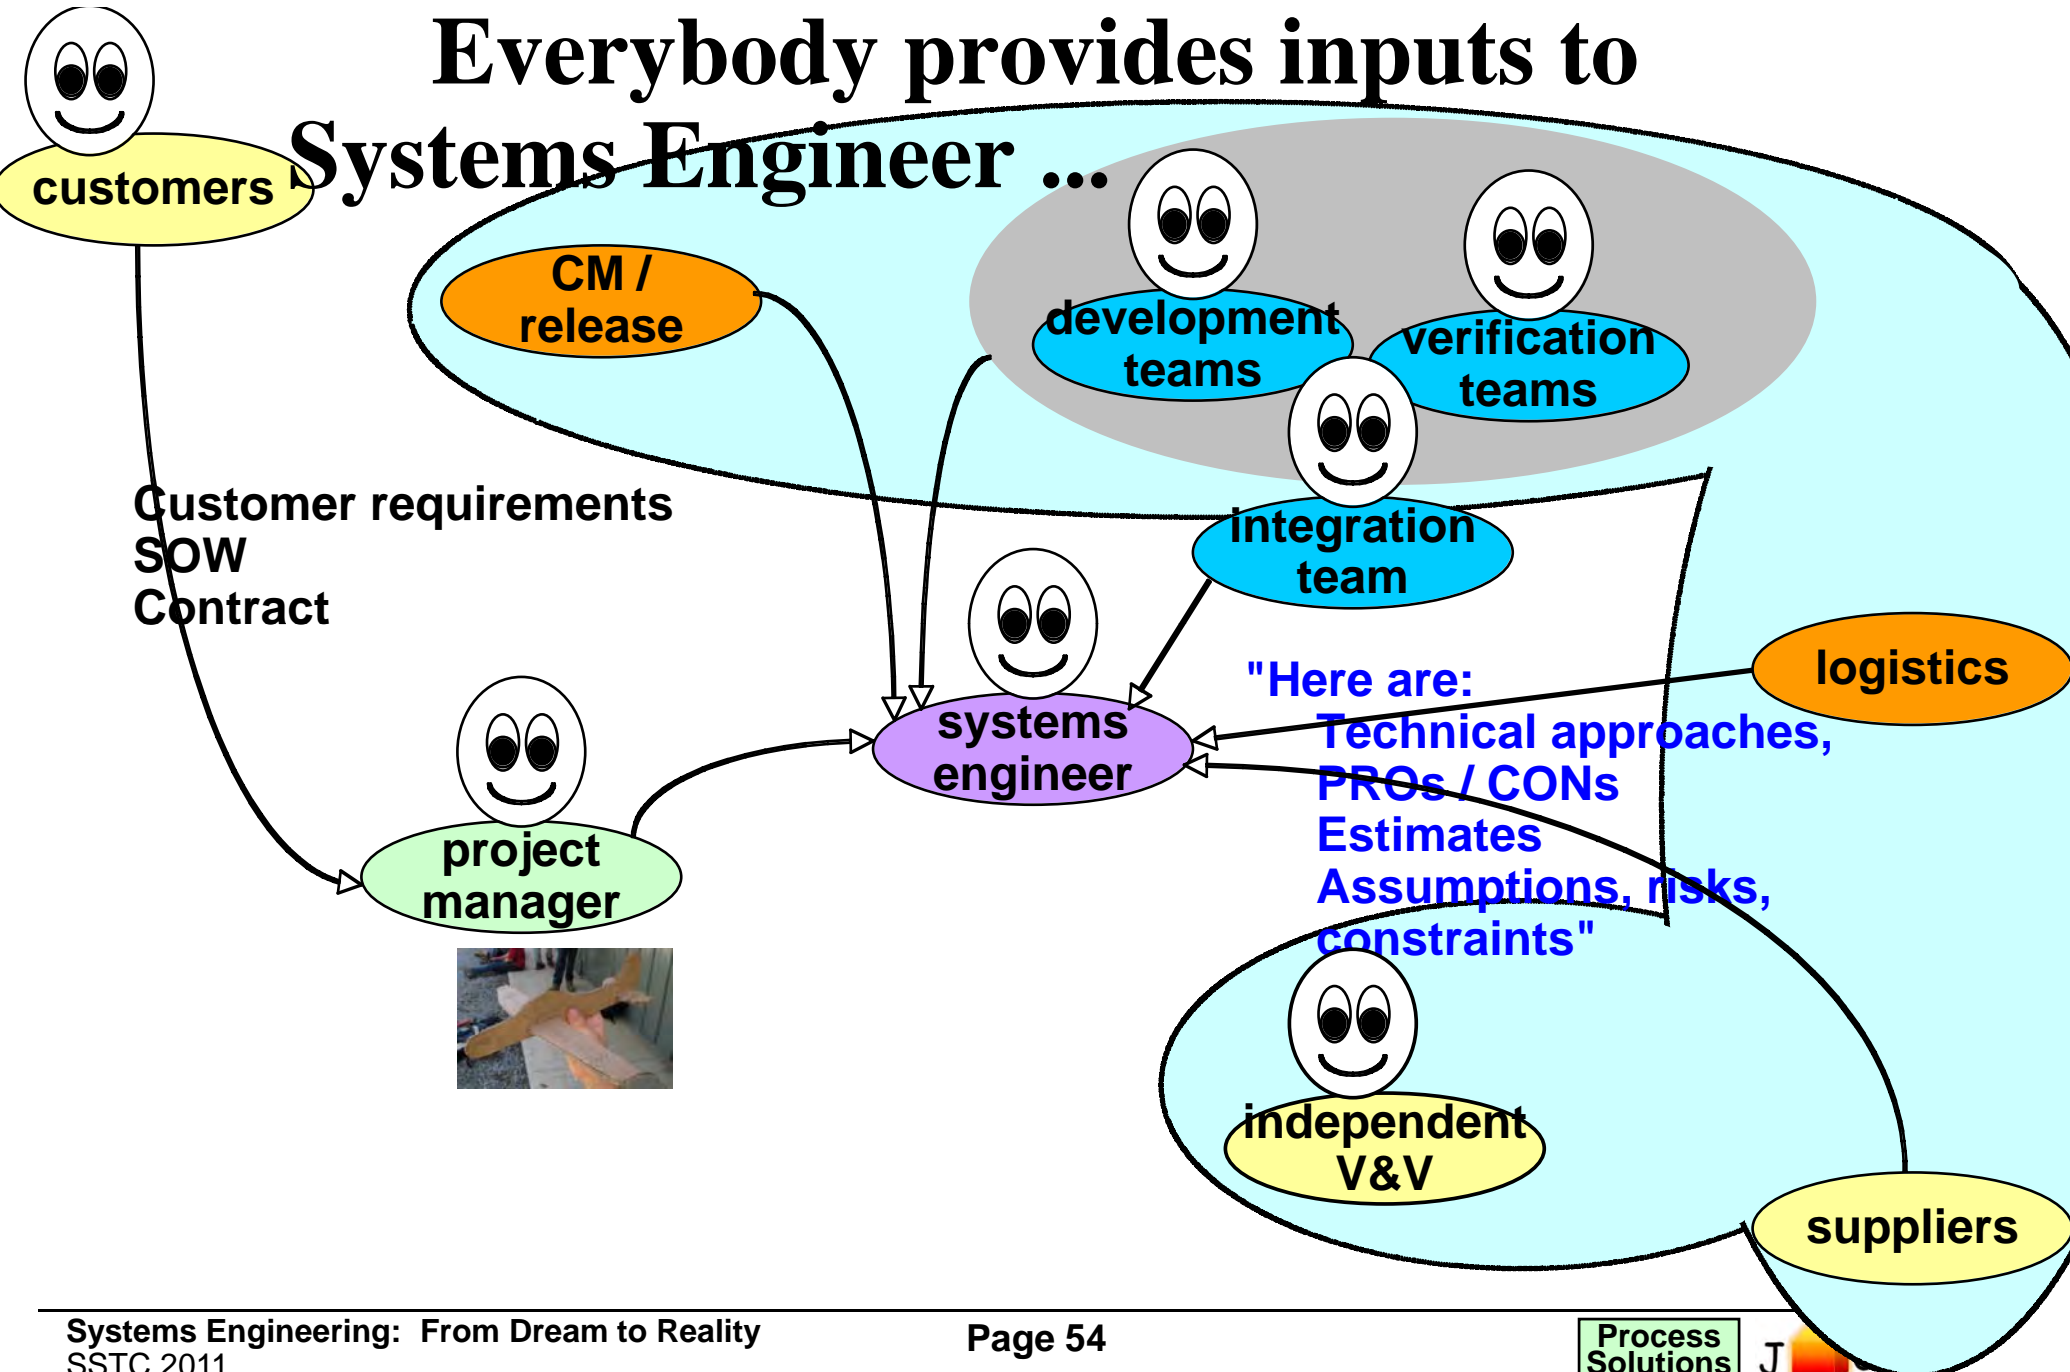 Everybody provides inputs to
Systems Engineer ...
customers
CM /
release
development
teams
verification
teams
integration
team
Customer requirements
SOW
Contract
systems
engineer
"Here are:
Technical approaches,
PROs / CONs
Estimates
Assumptions, risks,
constraints"
logistics
project
manager
independent
V&V
suppliers
Systems Engineering: From Dream to Reality
SSTC 2011
Page 54
Process
Solutions
J